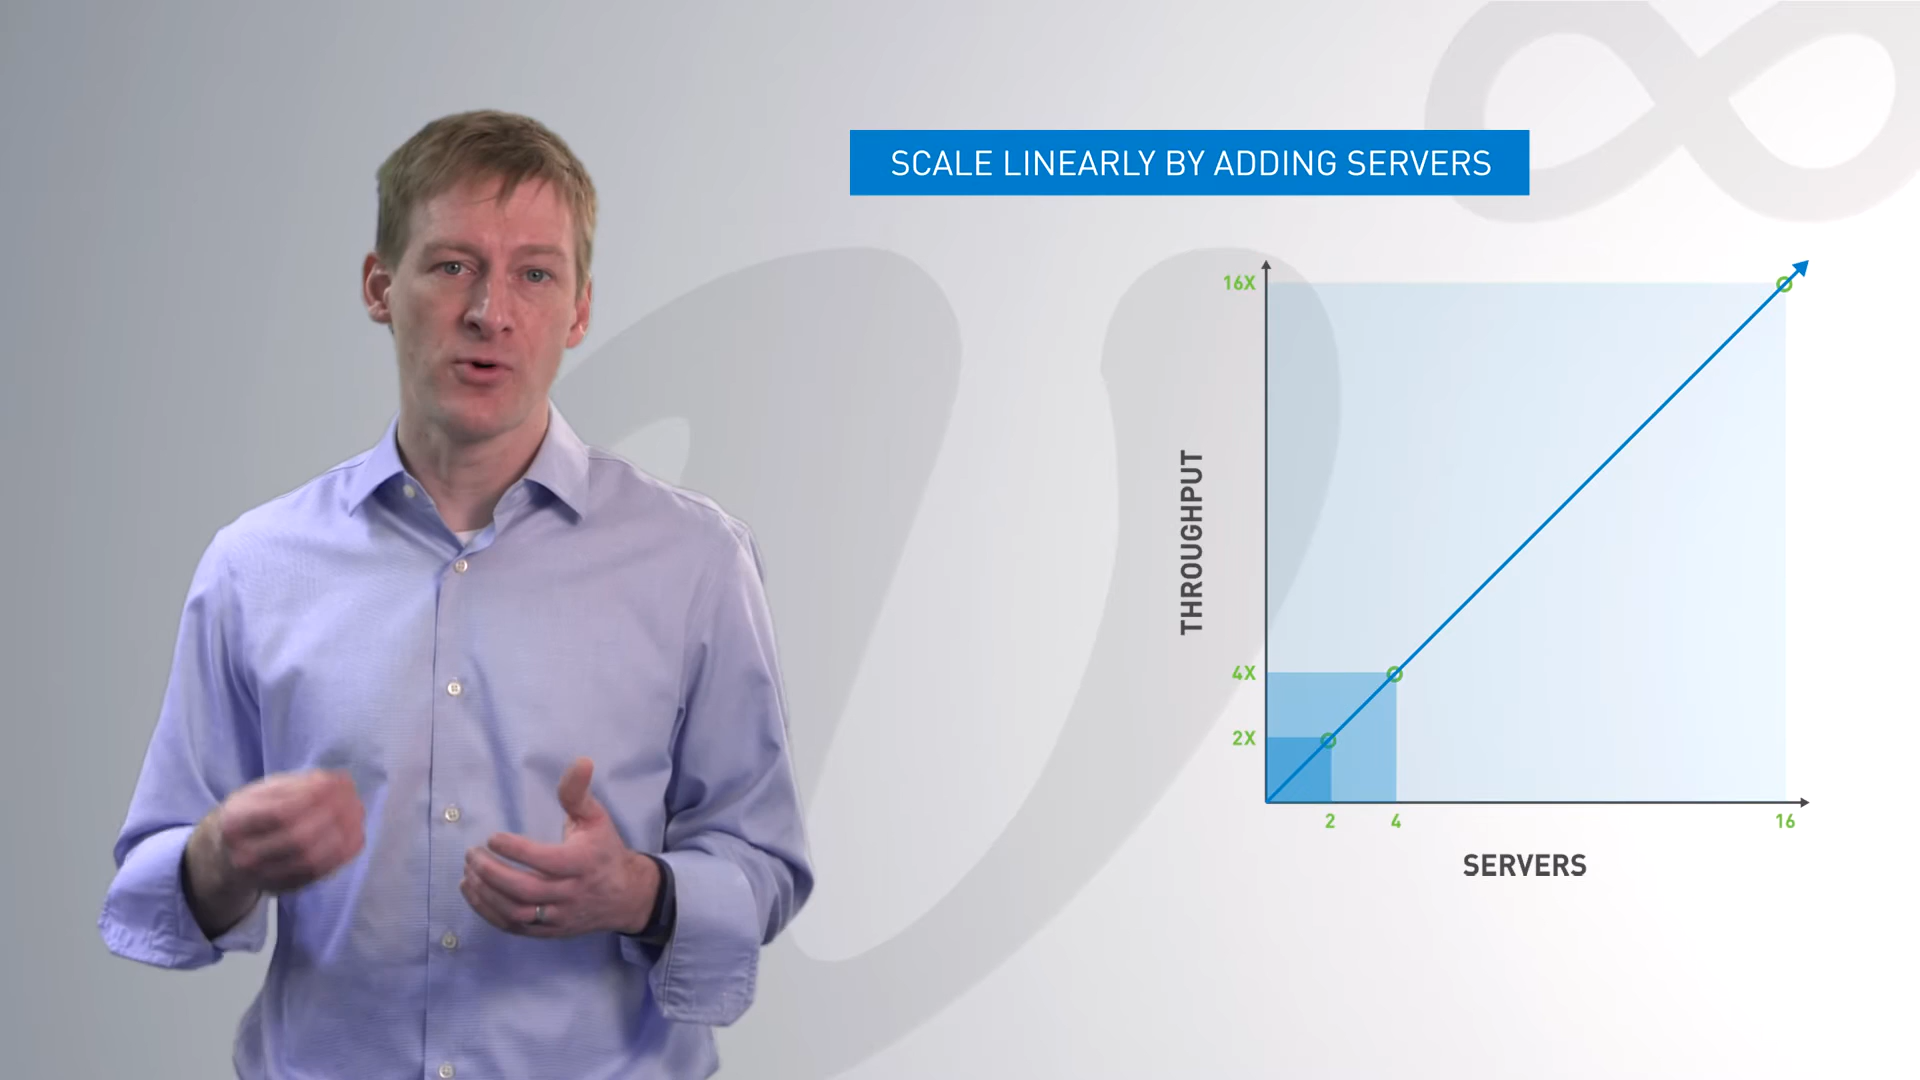 SCALE LINEARLY BY ADDING SERVERS
16X
THROUGHPUT
4X
2X
2 4 16
SERVERS